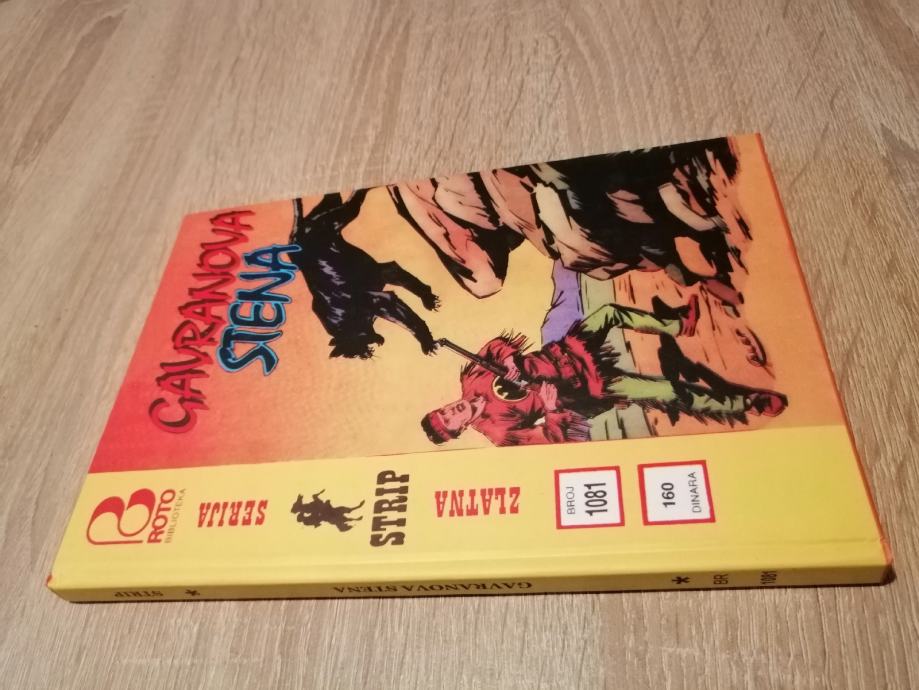 GAVRANOVA
STENA
ROTO
BIBLIOTEKA
ZLATNA
STRIP
SERIJA
BROJ
1081
160
DINARA
STRIP
*
GAVRANOVA STENA
*
BR
1081